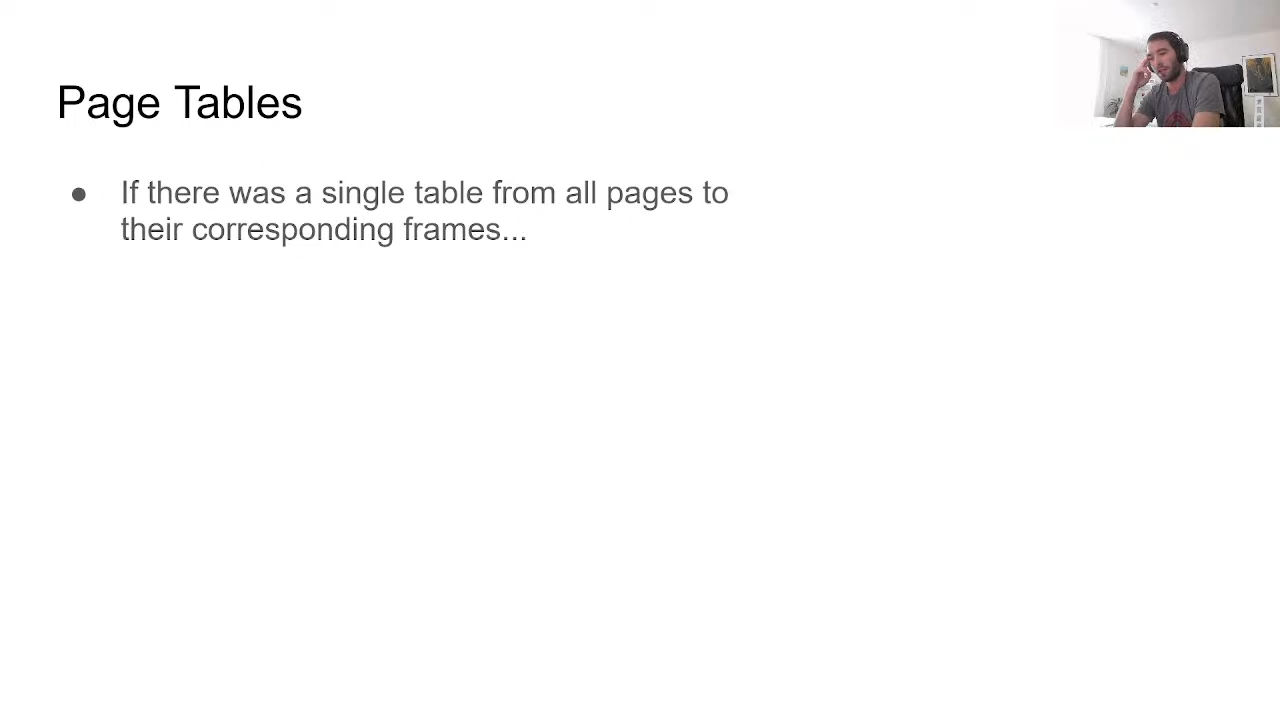 Page Tables
● If there was a single table from all pages to
their corresponding frames...